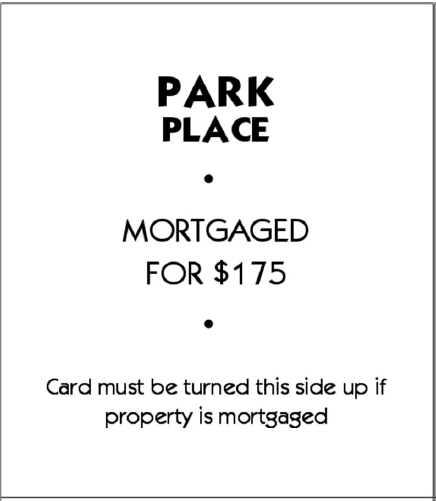 PARK
PLACE
•
MORTGAGED
FOR $175
•
Card must be turned this side up if
property is mortgaged